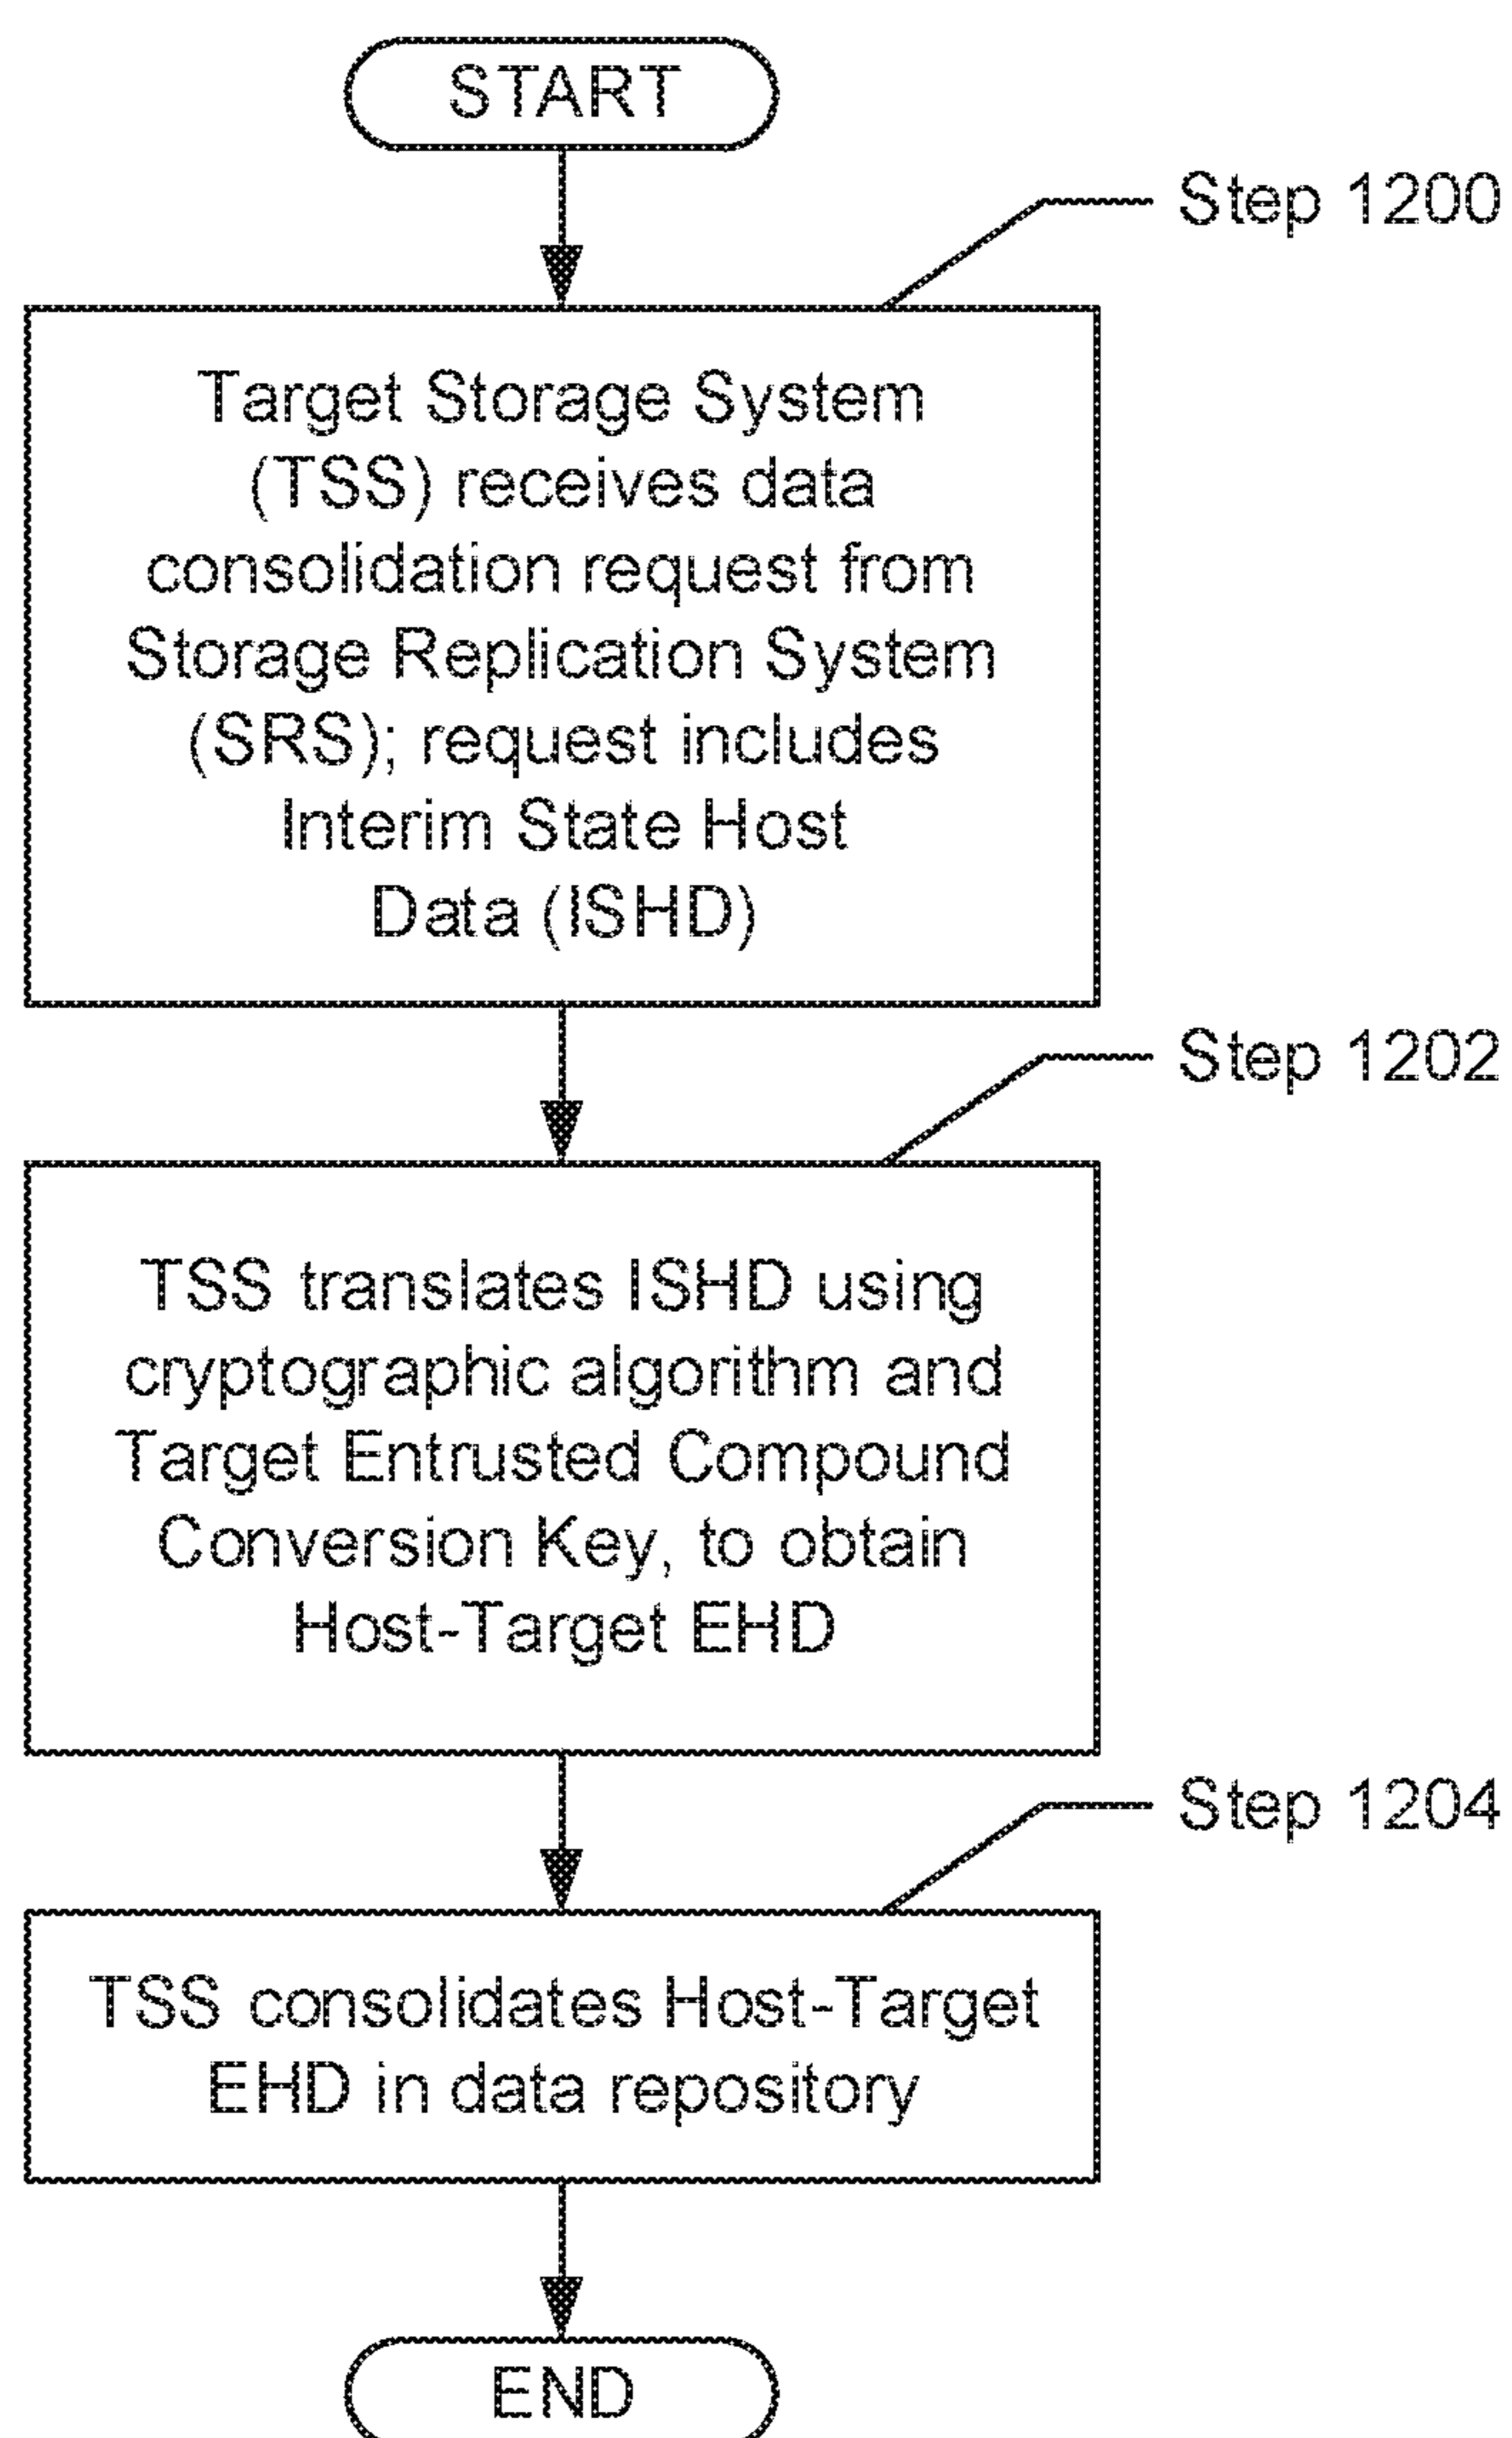 START
Step 1200
Target Storage System
(TSS) receives data
consolidation request from
Storage Replication System
(SRS); request includes
Interim State Host
Data (ISHD)
Step 1202
TSS translates ISHD using
cryptographic algorithm and
Target Entrusted Compound
Conversion Key, to obtain
Host-Target EHD
Step 1204
TSS consolidates Host-Target
EHD in data repository
END